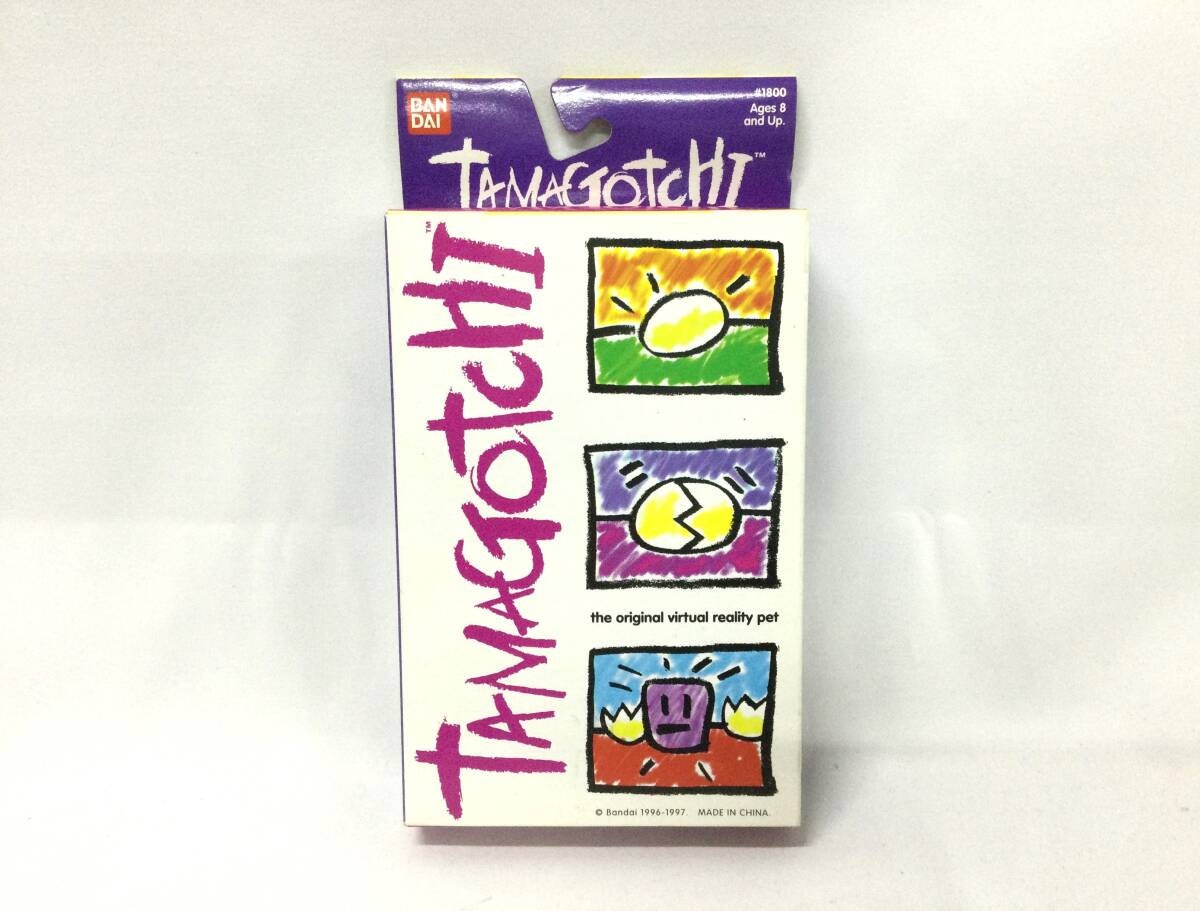 BAN
DAI
#1800
Ages 8
and Up.
TAMAGOTCHI™
TAMAGOTCHI™
the original virtual reality pet
© Bandai 1996-1997. MADE IN CHINA.